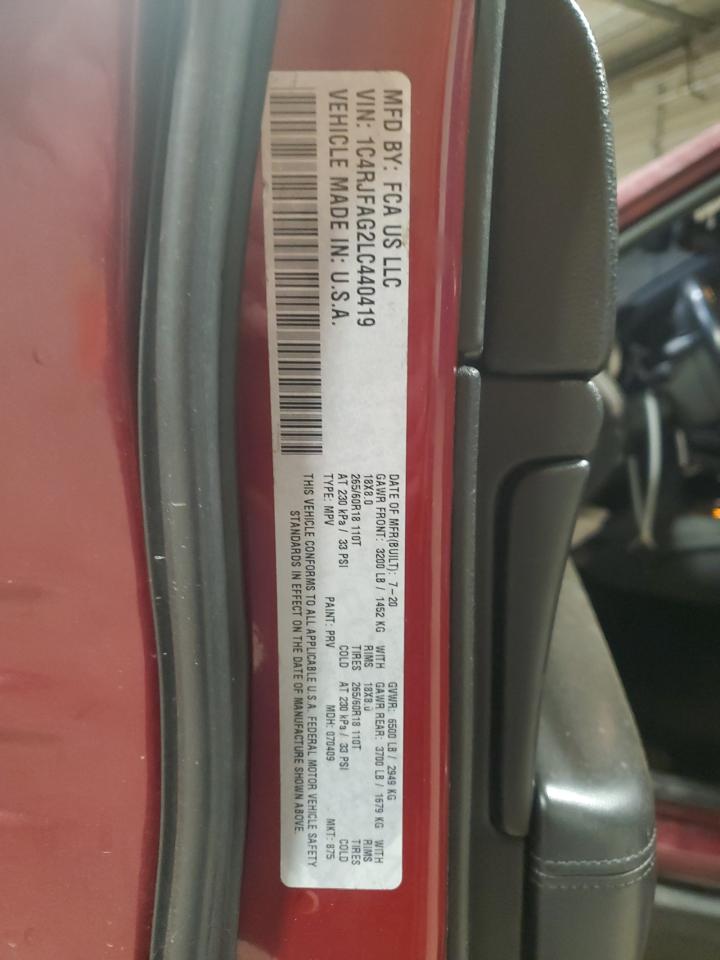 MFD BY: FCA US LLC
VIN: 1C4RJFAG2LC440419
VEHICLE MADE IN: U.S.A.
DATE OF MFR(BUILT): 7-20 GVWR: 6500 LB / 2949 KG
GAWR FRONT: 3200 LB / 1452 KG WITH GAWR REAR: 3700 LB / 1679 KG WITH
18X8.0 RIMS 18X8.0 RIMS
265/60R18 110T TIRES 265/60R18 110T TIRES
AT 230 kPa / 33 PSI COLD AT 230 kPa / 33 PSI COLD
TYPE: MPV PAINT: PRV MDH: 070409 MKT: 875
THIS VEHICLE CONFORMS TO ALL APPLICABLE U.S.A. FEDERAL MOTOR VEHICLE SAFETY
STANDARDS IN EFFECT ON THE DATE OF MANUFACTURE SHOWN ABOVE.